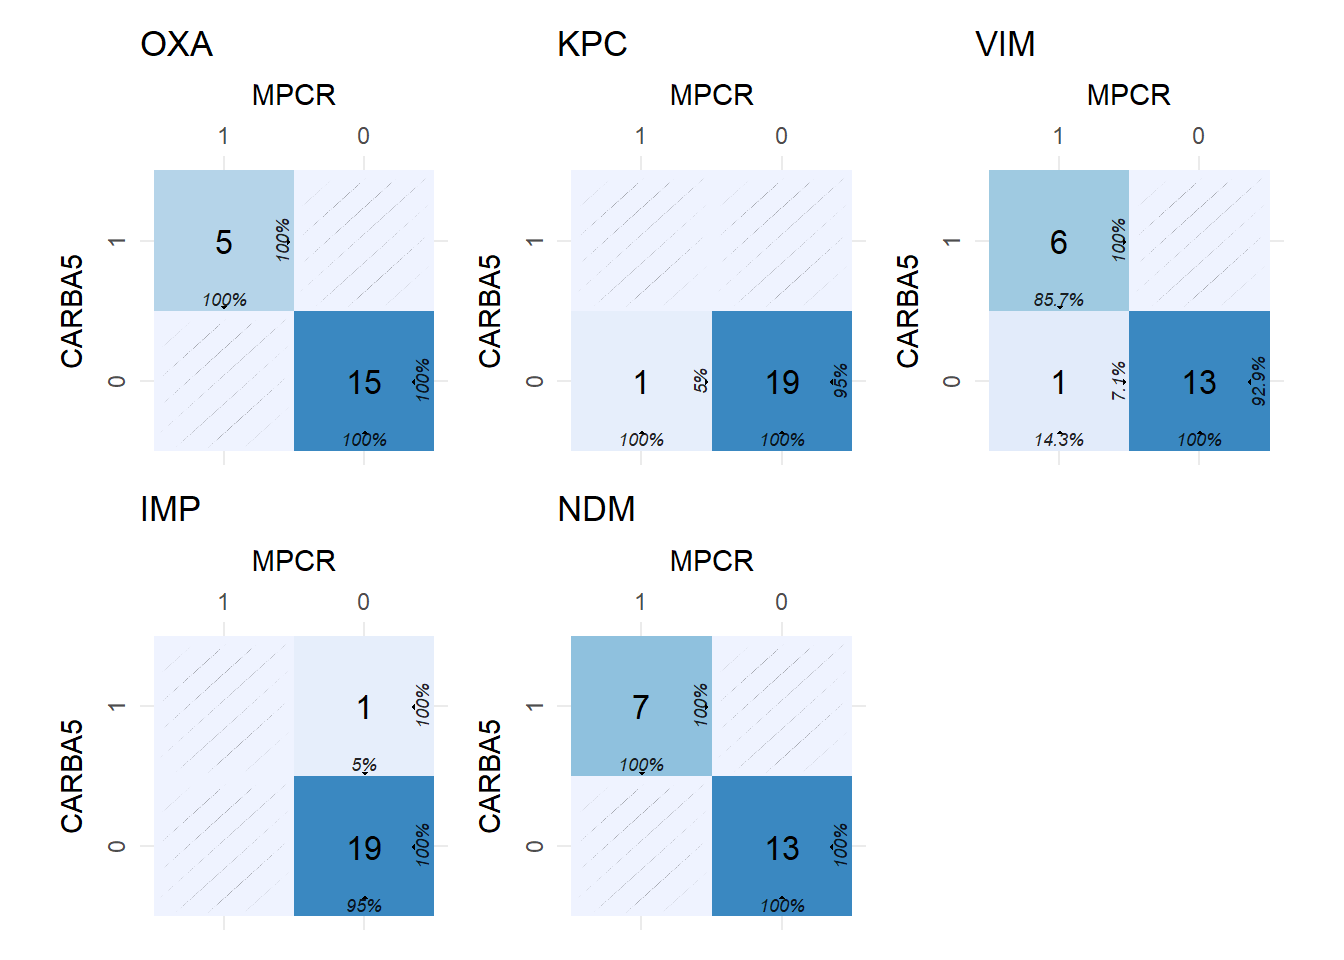 OXA
MPCR
1 0
CARBA5
1
5 100%
100%
0
15 100%
100%
KPC
MPCR
1 0
CARBA5
1
0
1 5% 19 95%
100% 100%
VIM
MPCR
1 0
CARBA5
1
6 100%
85.7%
0
1 7.1% 13 92.9%
14.3% 100%
IMP
MPCR
1 0
CARBA5
1
1 100%
5%
0
19 100%
95%
NDM
MPCR
1 0
CARBA5
1
7 100%
100%
0
13 100%
100%